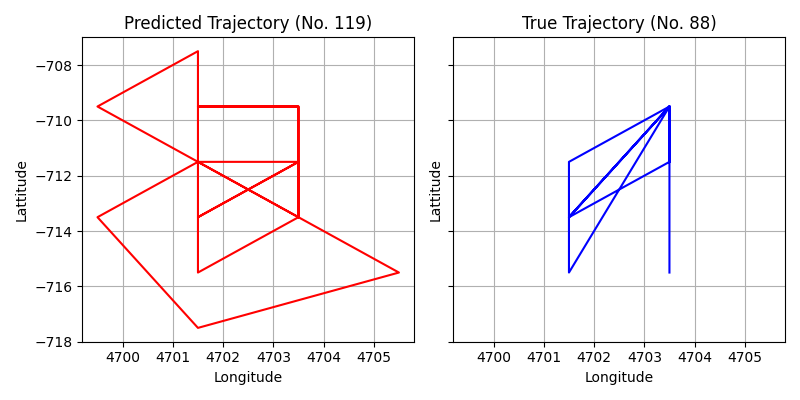 Predicted Trajectory (No. 119)
True Trajectory (No. 88)
−708
−710
−712
−714
−716
−718
Lattitude
Lattitude
4700 4701 4702 4703 4704 4705
4700 4701 4702 4703 4704 4705
Longitude
Longitude